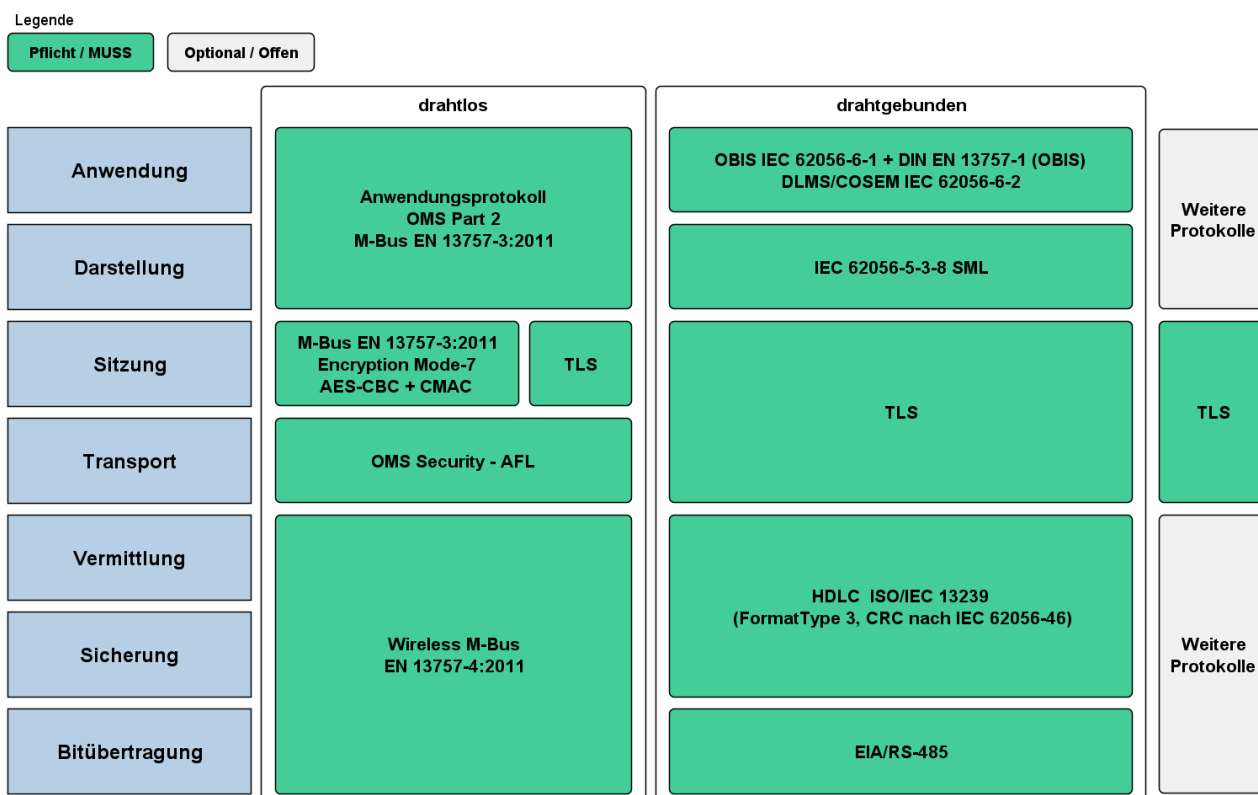 Legende
Pflicht / MUSS
Optional / Offen
drahtlos
drahtgebunden
Anwendung
Anwendungsprotokoll
OMS Part 2
M-Bus EN 13757-3:2011
OBIS IEC 62056-6-1 + DIN EN 13757-1 (OBIS)
DLMS/COSEM IEC 62056-6-2
Weitere
Protokolle
Darstellung
IEC 62056-5-3-8 SML
Sitzung
M-Bus EN 13757-3:2011
Encryption Mode-7
AES-CBC + CMAC
TLS
TLS
TLS
Transport
OMS Security - AFL
Vermittlung
HDLC ISO/IEC 13239
(FormatType 3, CRC nach IEC 62056-46)
Sicherung
Wireless M-Bus
EN 13757-4:2011
Weitere
Protokolle
Bitübertragung
EIA/RS-485